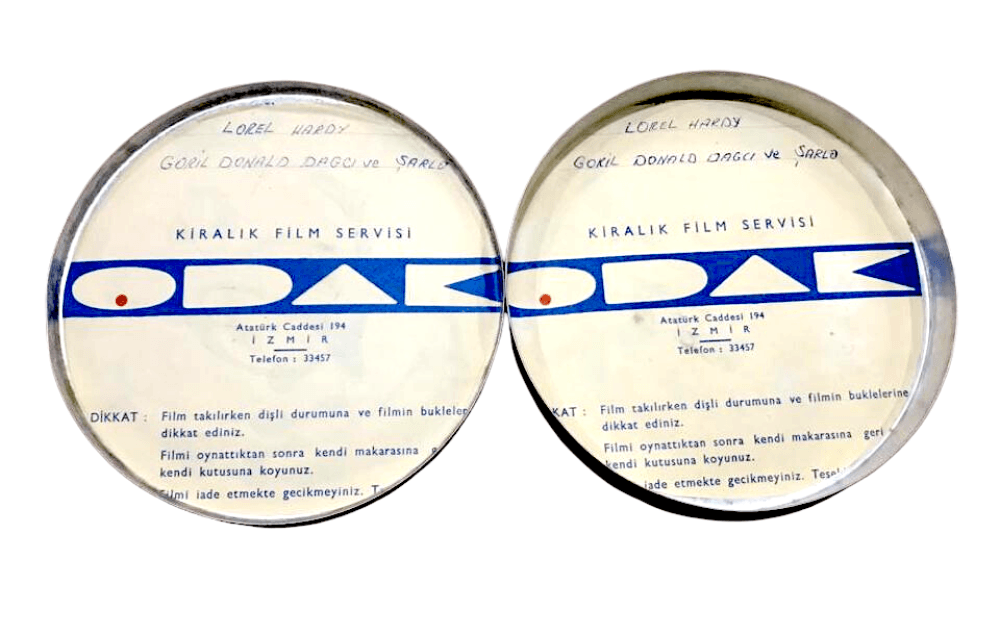 LOREL HARDY
GORİL DONALD DAGCI ve ŞARLO
KİRALIK FİLM SERVİSİ
ODAK
Atatürk Caddesi 194
İZMİR
Telefon : 33457
DİKKAT : Film takılırken dişli durumuna ve filmin bukleler
dikkat ediniz.
Filmi oynattıktan sonra kendi makarasına
kendi kutusuna koyunuz.
Filmi iade etmekte gecikmeyiniz. T
LOREL HARDY
GORİL DONALD DAGCI ve ŞARLO
KİRALIK FİLM SERVİSİ
ODAK
Atatürk Caddesi 194
İZMİR
Telefon : 33457
KAT : Film takılırken dişli durumuna ve filmin buklelerine
dikkat ediniz.
Filmi oynattıktan sonra kendi makarasına geri
kendi kutusuna koyunuz.
iade etmekte gecikmeyiniz. Teşek